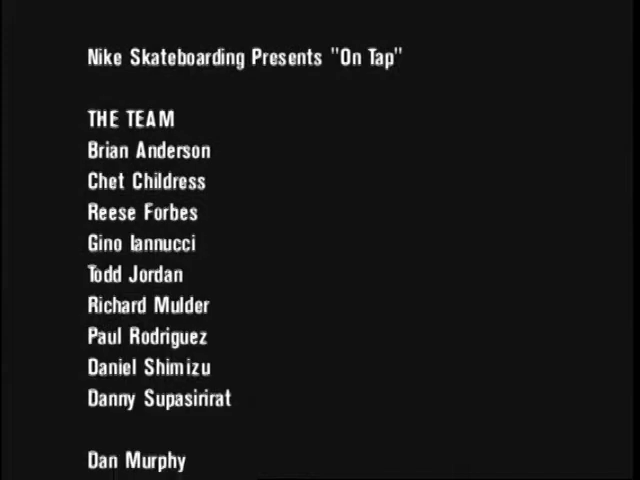 Nike Skateboarding Presents "On Tap"
THE TEAM
Brian Anderson
Chet Childress
Reese Forbes
Gino Iannucci
Todd Jordan
Richard Mulder
Paul Rodriguez
Daniel Shimizu
Danny Supasirirat
Dan Murphy